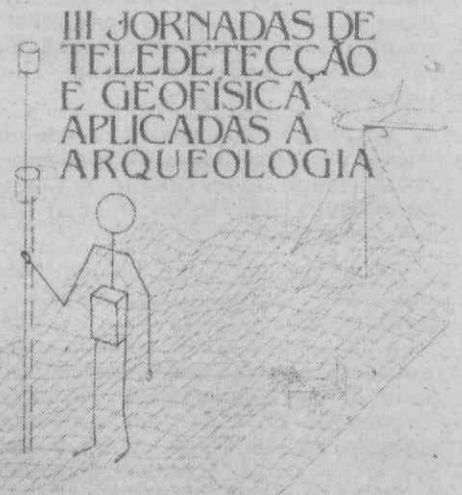 III JORNADAS DE
TELEDETECÇÃO
E GEOFÍSICA
APLICADAS A
ARQUEOLOGIA